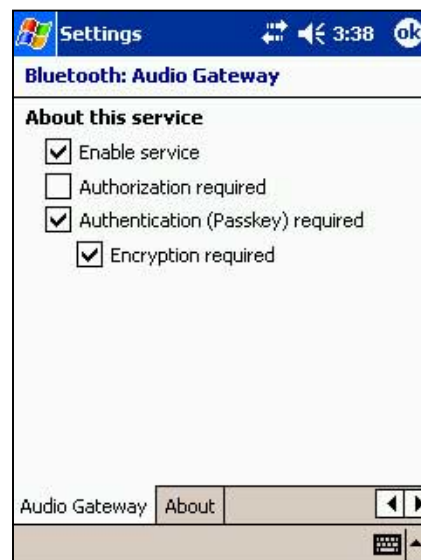 Settings 3:38 ok
Bluetooth: Audio Gateway
About this service
Enable service
Authorization required
Authentication (Passkey) required
Encryption required
Audio Gateway About